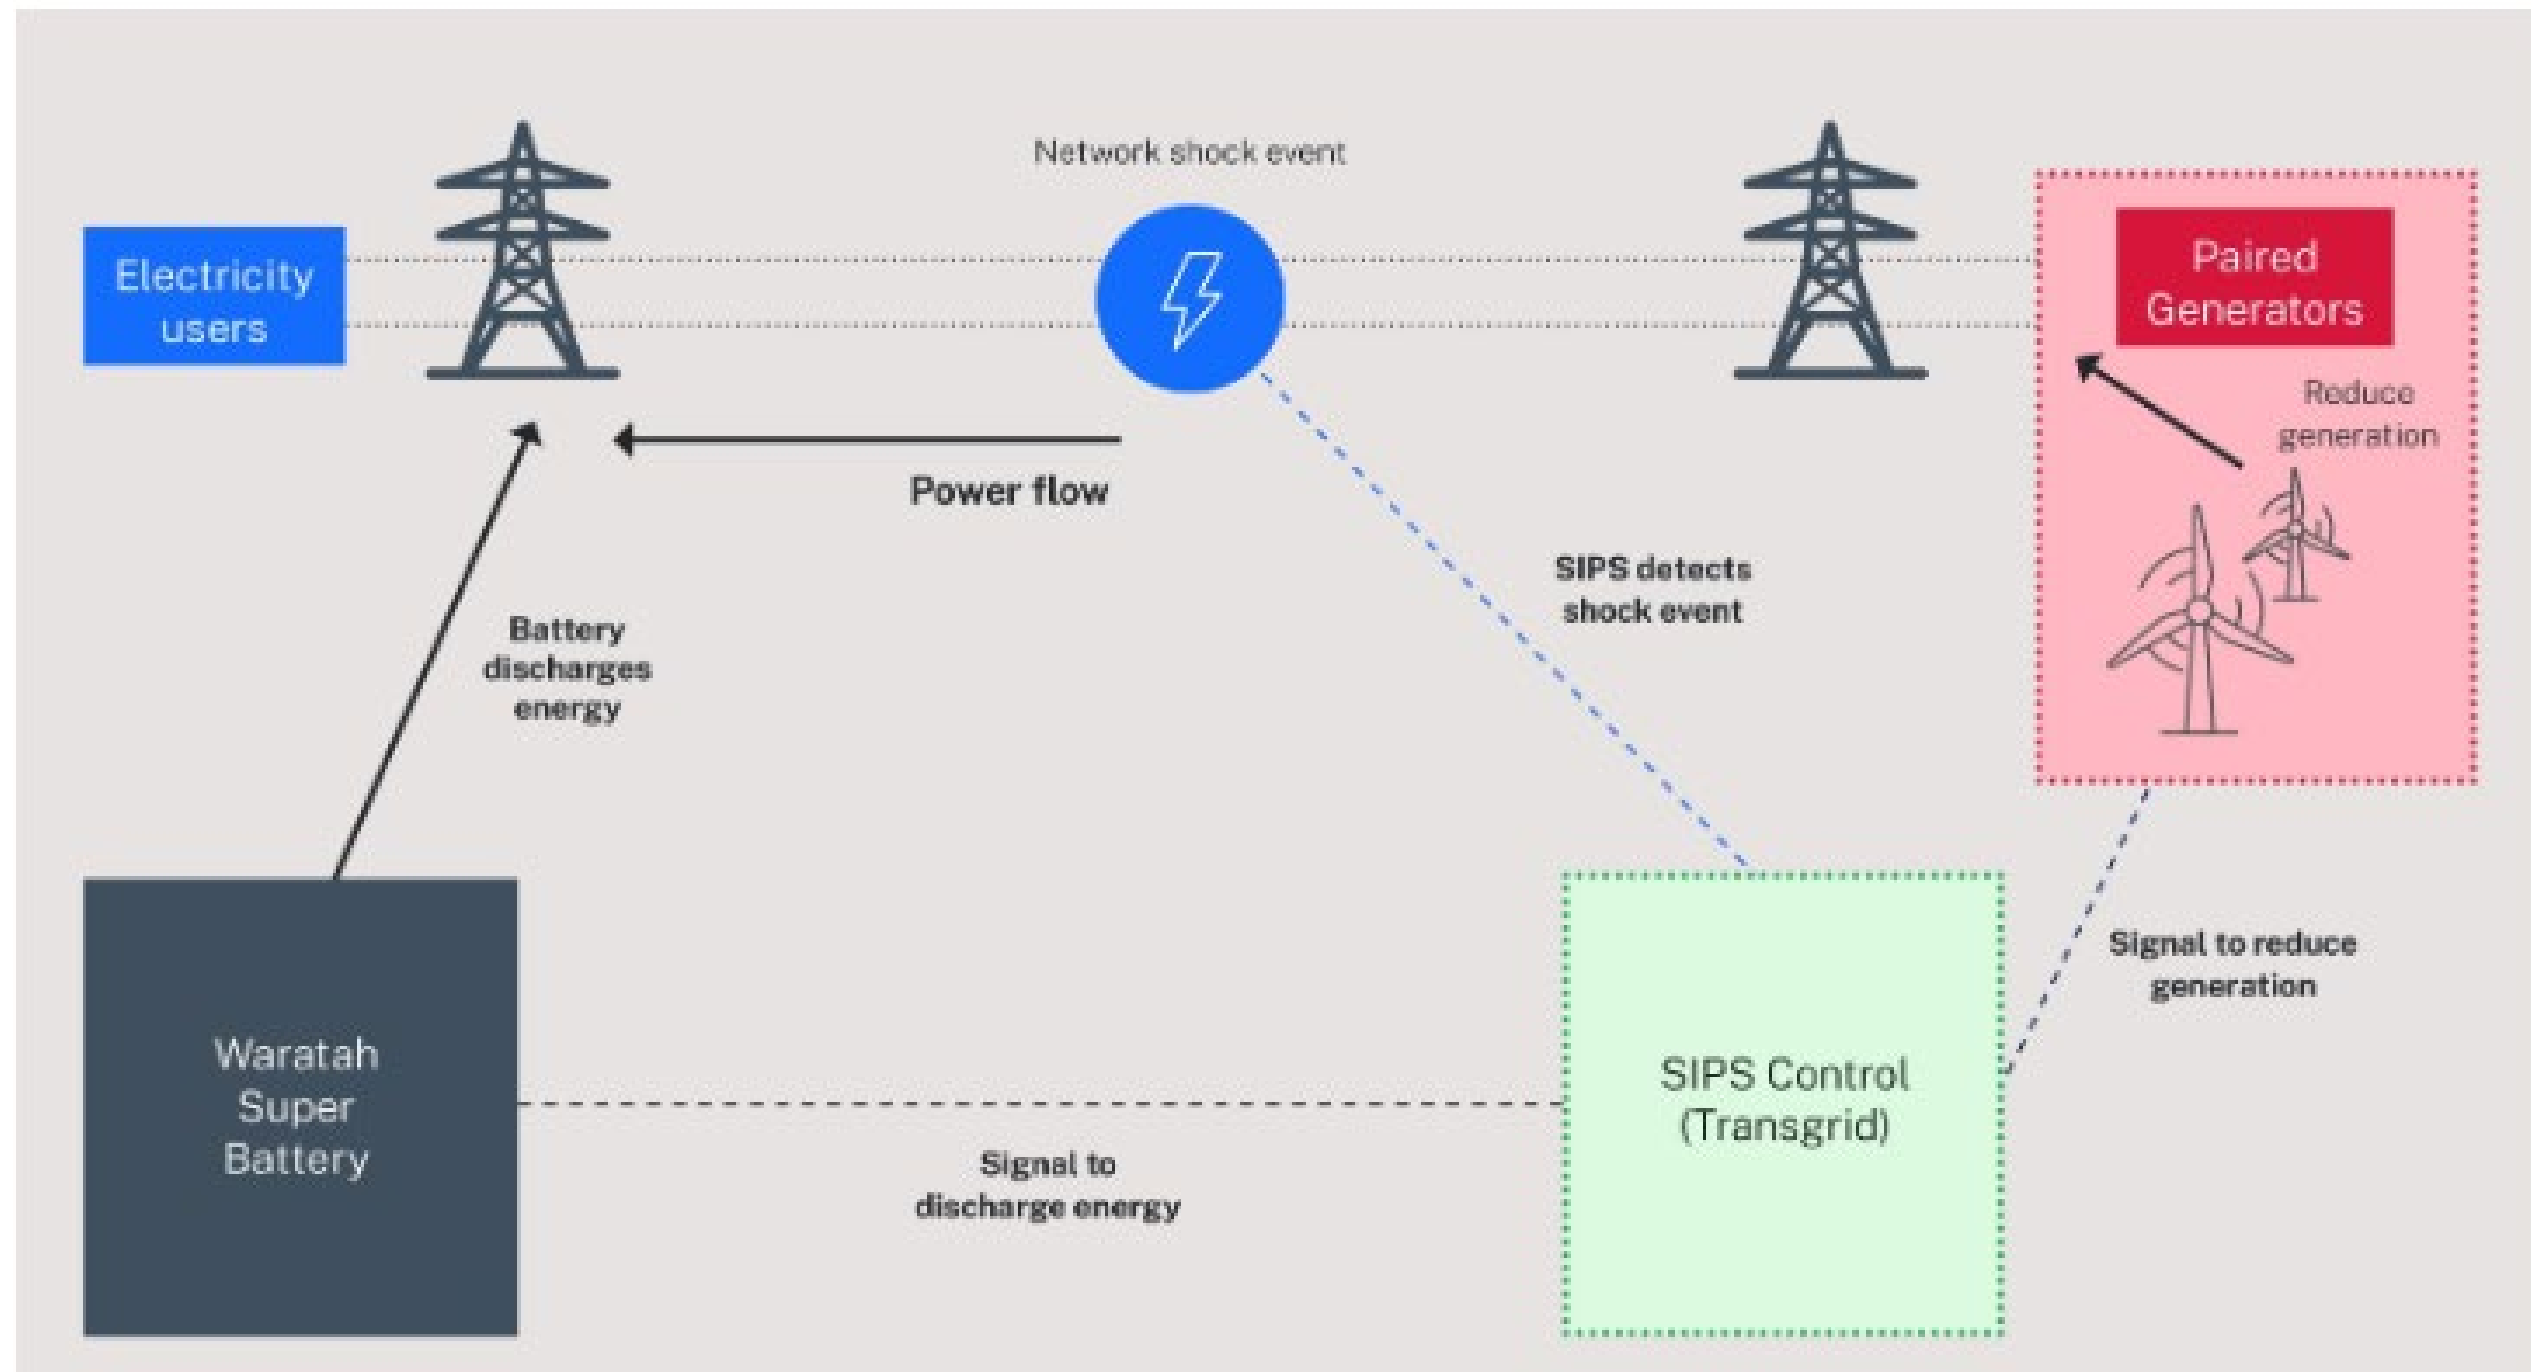 Network shock event
Electricity
users
Paired
Generators
Reduce
generation
Power flow
SIPS detects
shock event
Battery
discharges
energy
Signal to reduce
generation
Waratah
Super
Battery
SIPS Control
(Transgrid)
Signal to
discharge energy